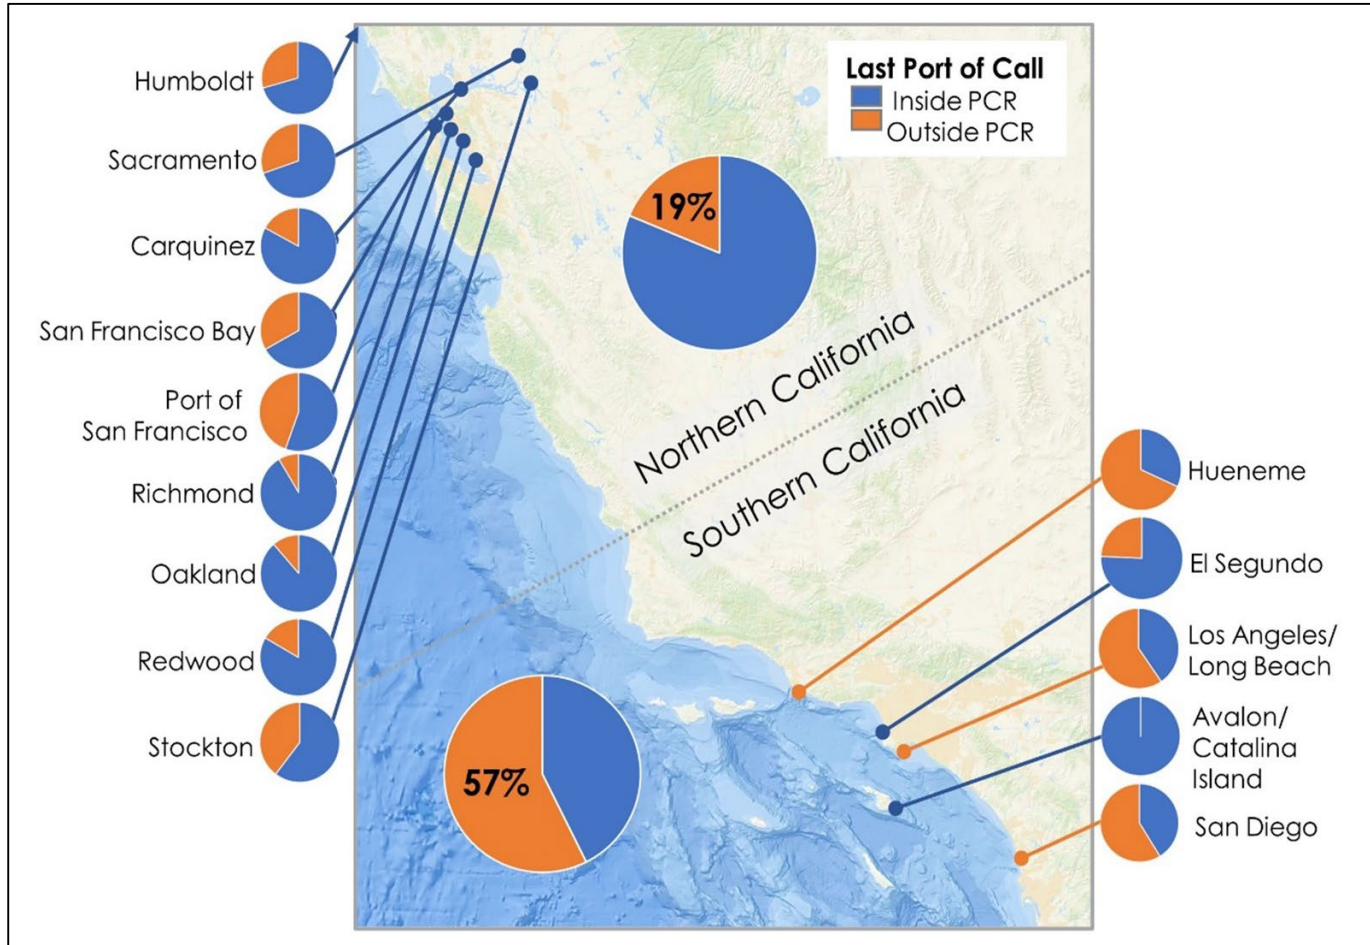 Last Port of Call
Inside PCR
Outside PCR
Humboldt
Sacramento
Carquinez
San Francisco Bay
Port of
San Francisco
Richmond
Oakland
Redwood
Stockton
19%
Northern California
Southern California
57%
Hueneme
El Segundo
Los Angeles/
Long Beach
Avalon/
Catalina
Island
San Diego